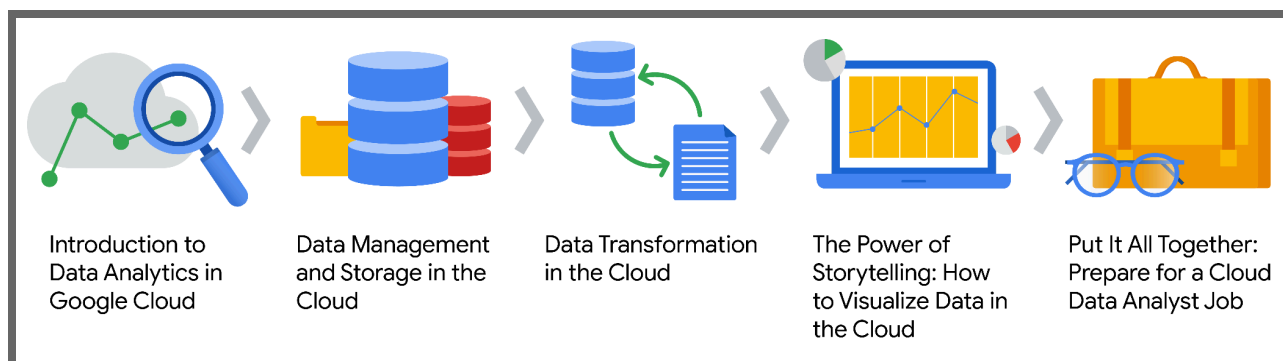 Introduction to
Data Analytics in
Google Cloud
Data Management
and Storage in the
Cloud
Data Transformation
in the Cloud
The Power of
Storytelling: How
to Visualize Data in
the Cloud
Put It All Together:
Prepare for a Cloud
Data Analyst Job